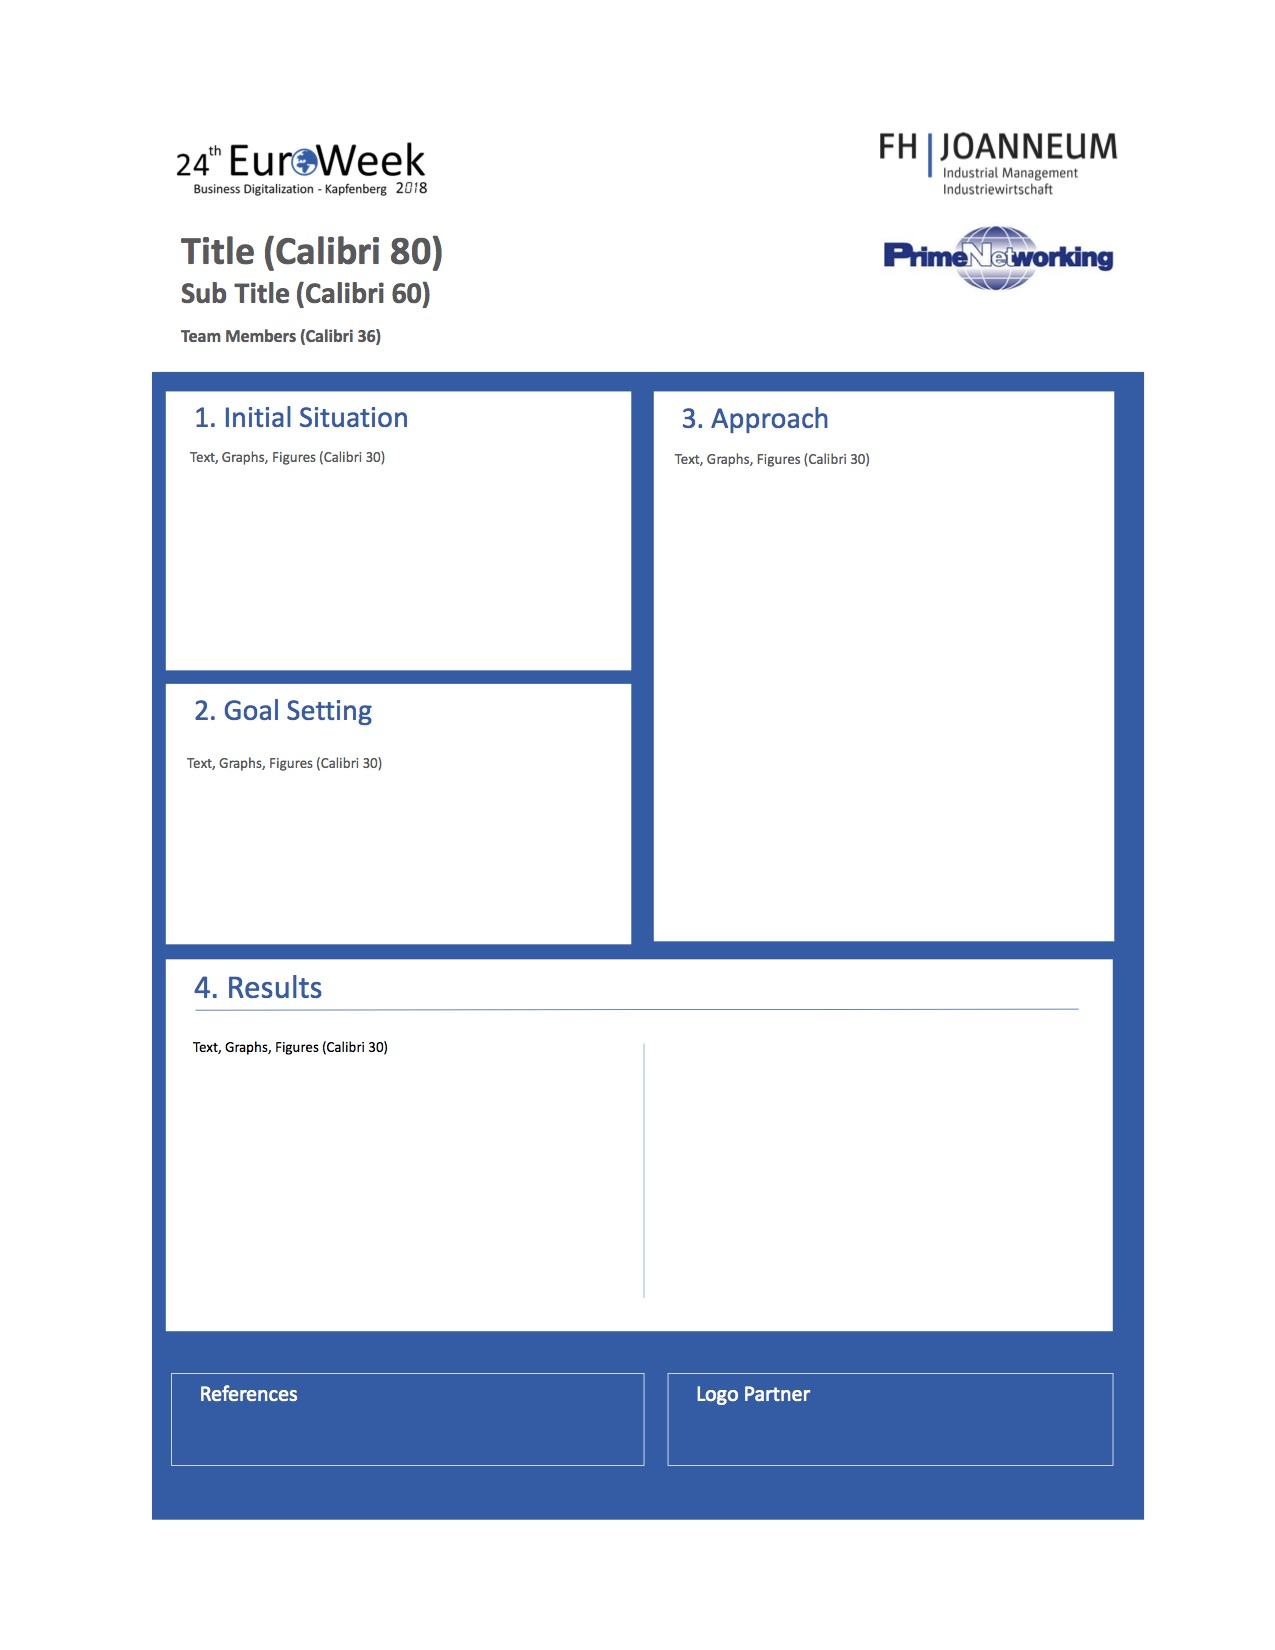 24th EuroWeek
Business Digitalization - Kapfenberg 2018
FH | JOANNEUM
Industrial Management
Industriewirtschaft
PrimeNetworking
Title (Calibri 80)
Sub Title (Calibri 60)
Team Members (Calibri 36)
1. Initial Situation
Text, Graphs, Figures (Calibri 30)
2. Goal Setting
Text, Graphs, Figures (Calibri 30)
3. Approach
Text, Graphs, Figures (Calibri 30)
4. Results
Text, Graphs, Figures (Calibri 30)
References
Logo Partner